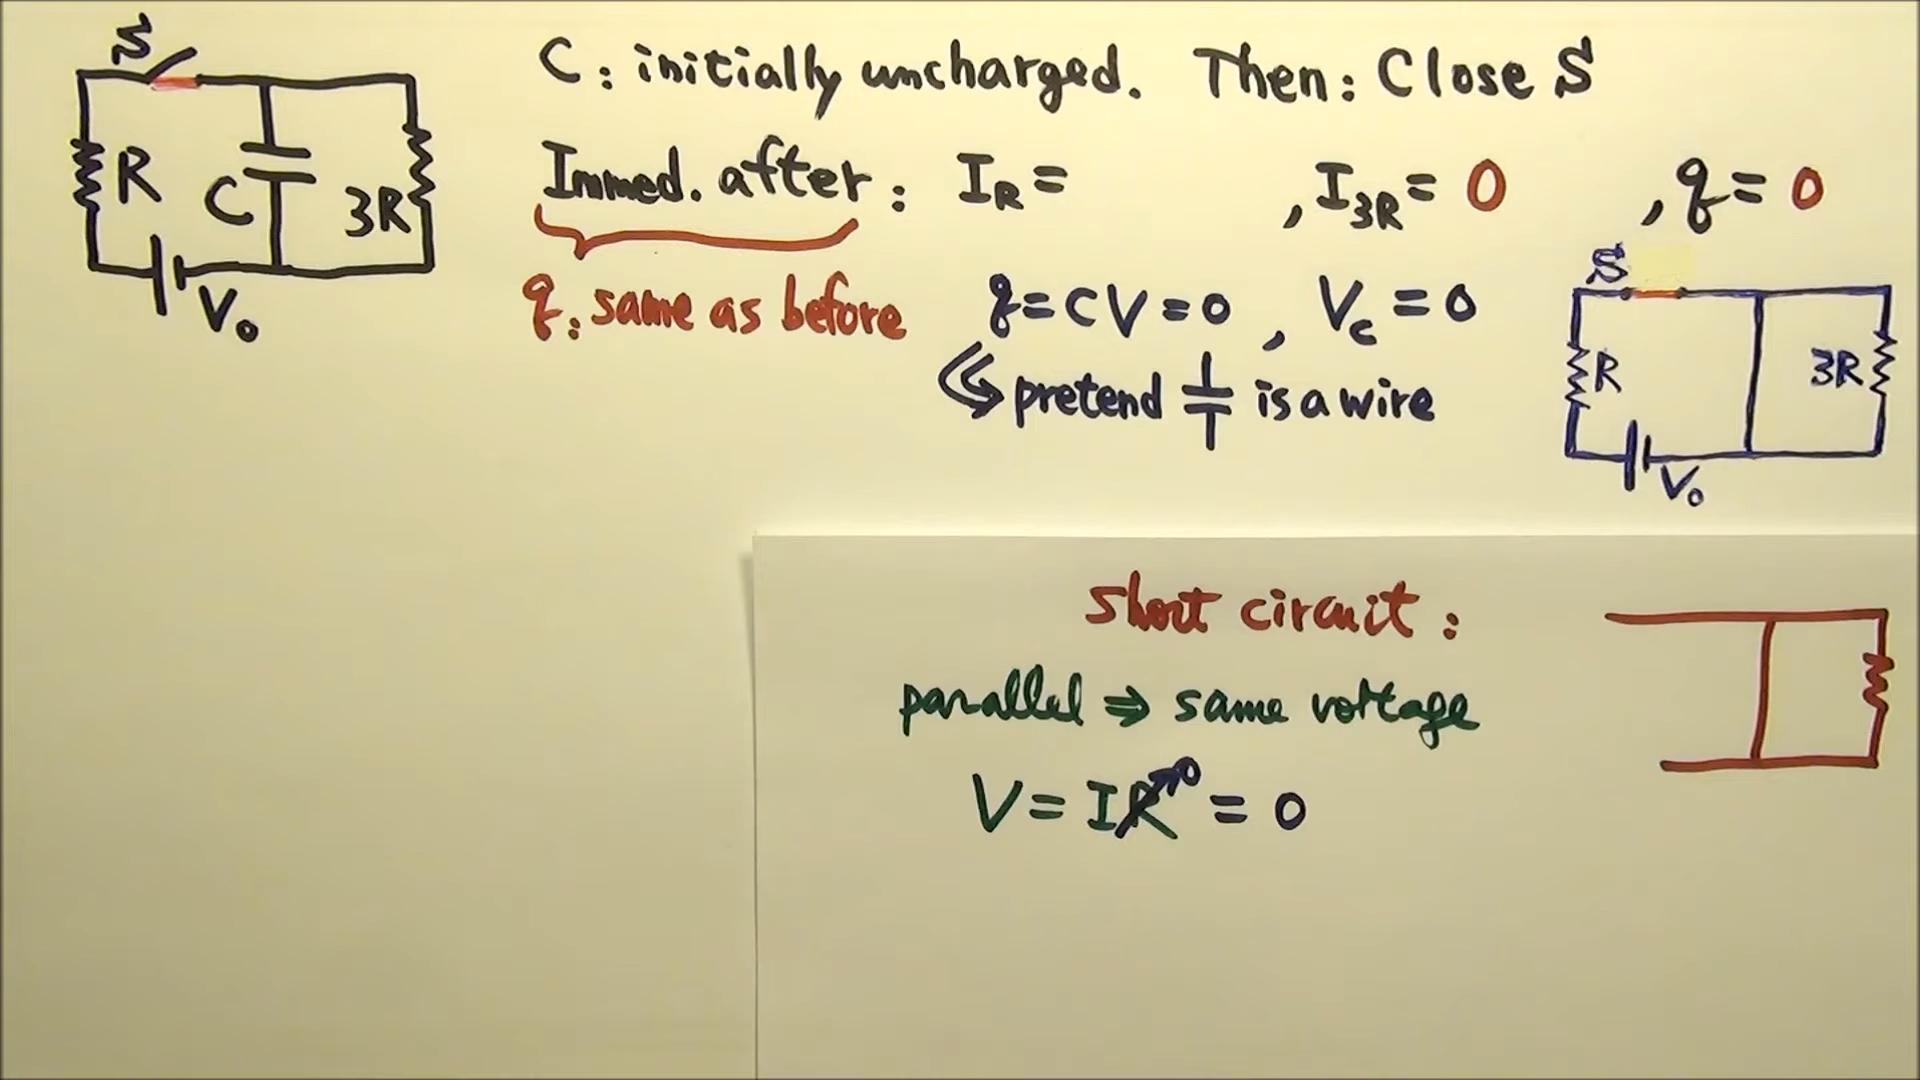 S
R
C
3R
V₀
C: initially uncharged. Then: Close S
Immed. after: I_R = , I_3R = 0 , q = 0
q: same as before
q = CV = 0 , V_c = 0
pretend is a wire
S
R
3R
V₀
short circuit:
parallel ⇒ same voltage
V = IR→0 = 0